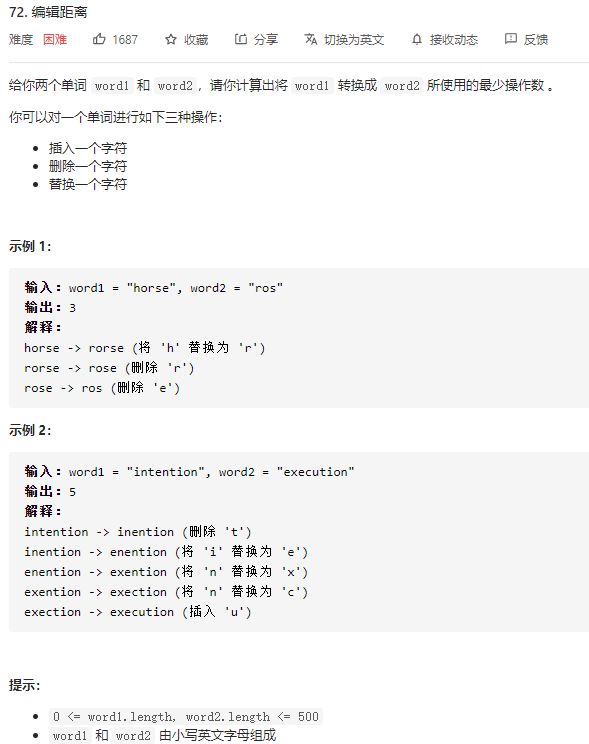 72. 编辑距离
难度 困难 1687 收藏 分享 切换为英文 接收动态 反馈
给你两个单词 word1 和 word2， 请你计算出将 word1 转换成 word2 所使用的最少操作数 。
你可以对一个单词进行如下三种操作：
• 插入一个字符
• 删除一个字符
• 替换一个字符
示例 1：
输入：word1 = "horse", word2 = "ros"
输出：3
解释：
horse -> rorse (将 'h' 替换为 'r')
rorse -> rose (删除 'r')
rose -> ros (删除 'e')
示例 2：
输入：word1 = "intention", word2 = "execution"
输出：5
解释：
intention -> inention (删除 't')
inention -> enention (将 'i' 替换为 'e')
enention -> exention (将 'n' 替换为 'x')
exention -> exection (将 'n' 替换为 'c')
exection -> execution (插入 'u')
提示：
• 0 <= word1.length, word2.length <= 500
• word1 和 word2 由小写英文字母组成